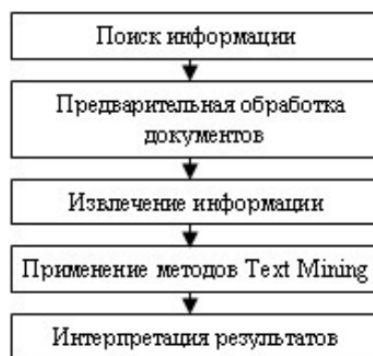 Поиск информации
Предварительная обработка
документов
Извлечение информации
Применение методов Text Mining
Интерпретация результатов